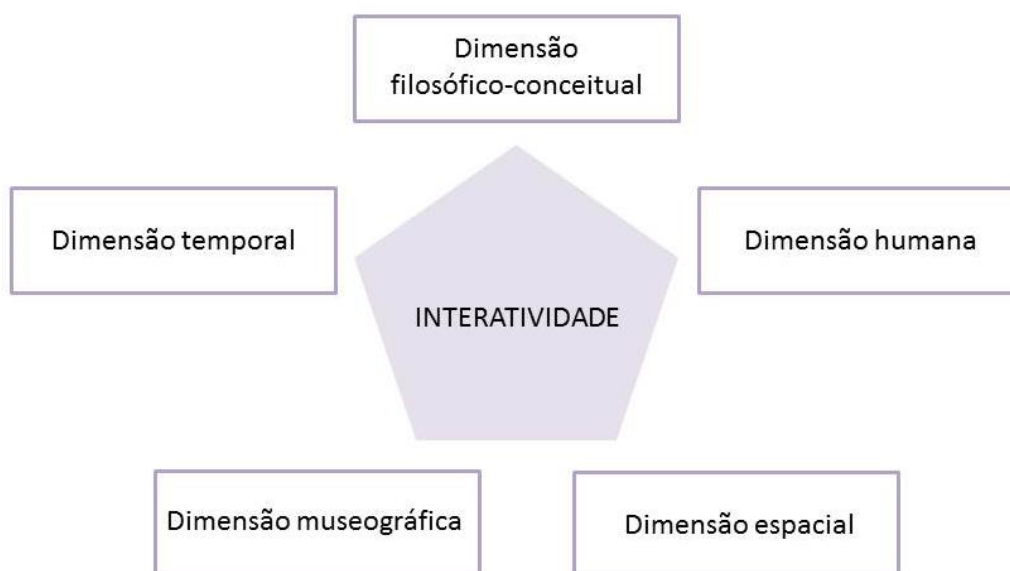 Dimensão
filosófico-conceitual
Dimensão temporal
Dimensão humana
INTERATIVIDADE
Dimensão museográfica
Dimensão espacial